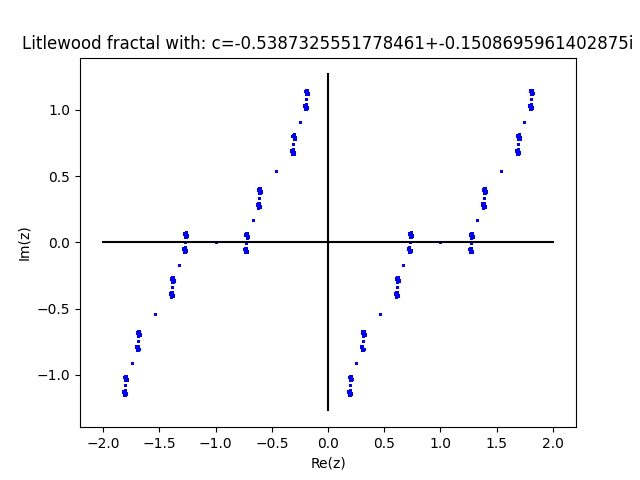 Litlewood fractal with: c=-0.5387325551778461+-0.1508695961402875i
1.0
0.5
0.0
−0.5
−1.0
Im(z)
−2.0 −1.5 −1.0 −0.5 0.0 0.5 1.0 1.5 2.0
Re(z)